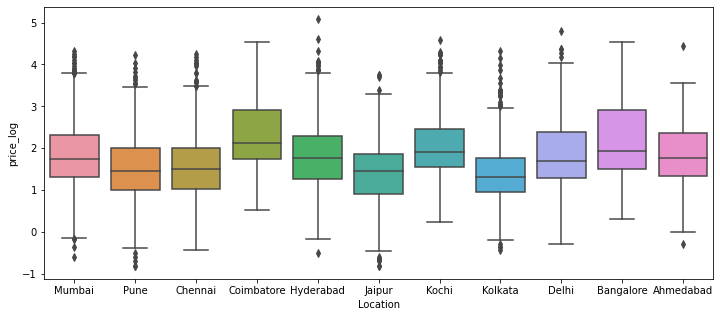 price_log
5
4
3
2
1
0
−1
Mumbai Pune Chennai Coimbatore Hyderabad Jaipur Kochi Kolkata Delhi Bangalore Ahmedabad
Location